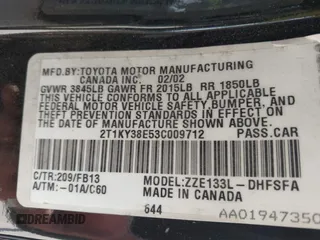 MFD.BY:TOYOTA MOTOR MANUFACTURING
CANADA INC. 02/02
GVWR 3845LB GAWR FR 2015LB RR 1850LB
THIS CAR CONFORMS TO ALL APPLICABLE
FEDERAL MOTOR VEHICLE SAFETY,BUMPER, AND
THEFT PREVENTION STANDARDS IN EFFECT ON
THE DATE OF MANUFACTURE SHOWN ABOVE.
2T1KY38E53C009712
PASS.CAR
C/TR:209/FB13
A/TM:-01A/C60
MODEL:ZZE133L-DHFSFA
MADE IN CANADA
644
AA01947350
BIDFAX